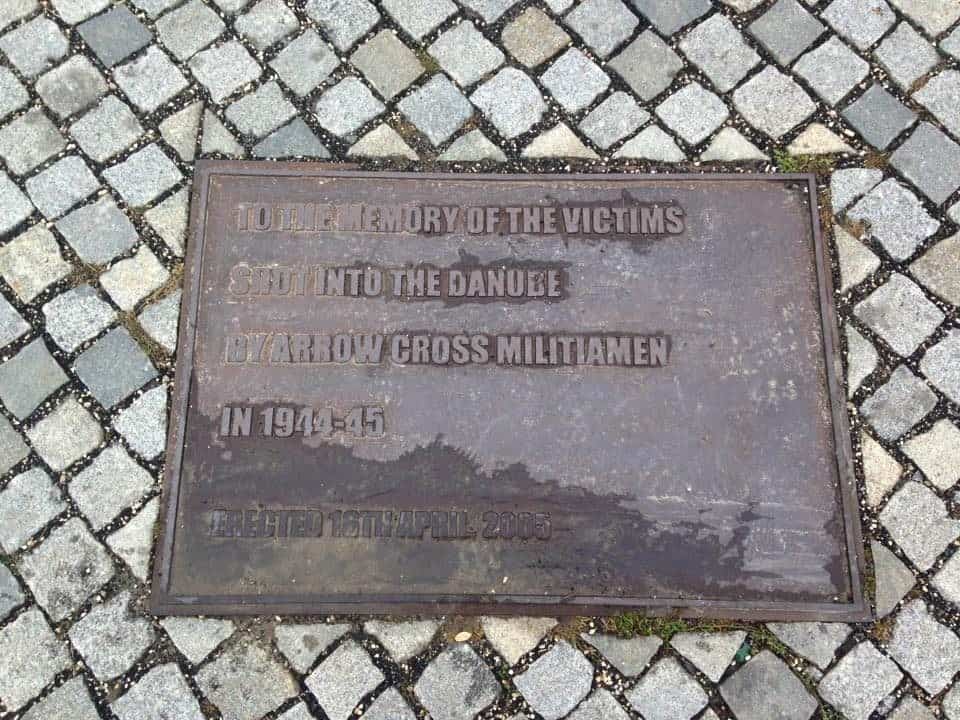 TO THE MEMORY OF THE VICTIMS
SHOT INTO THE DANUBE
BY ARROW CROSS MILITIAMEN
IN 1944-45
ERECTED 16TH APRIL, 2005